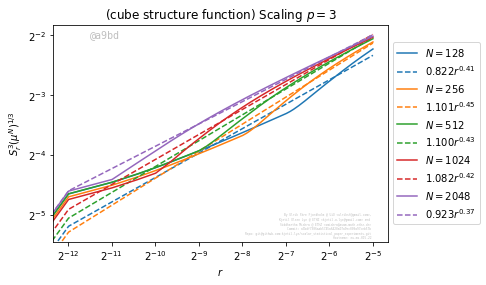 (cube structure function) Scaling p = 3
@a9bd
2⁻²
2⁻³
2⁻⁴
2⁻⁵
S_r^3(μ^N)^{1/3}
2⁻¹² 2⁻¹¹ 2⁻¹⁰ 2⁻⁹ 2⁻⁸ 2⁻⁷ 2⁻⁶ 2⁻⁵
r
N = 128
0.822r^{0.41}
N = 256
1.101r^{0.45}
N = 512
1.100r^{0.43}
N = 1024
1.082r^{0.42}
N = 2048
0.923r^{0.37}